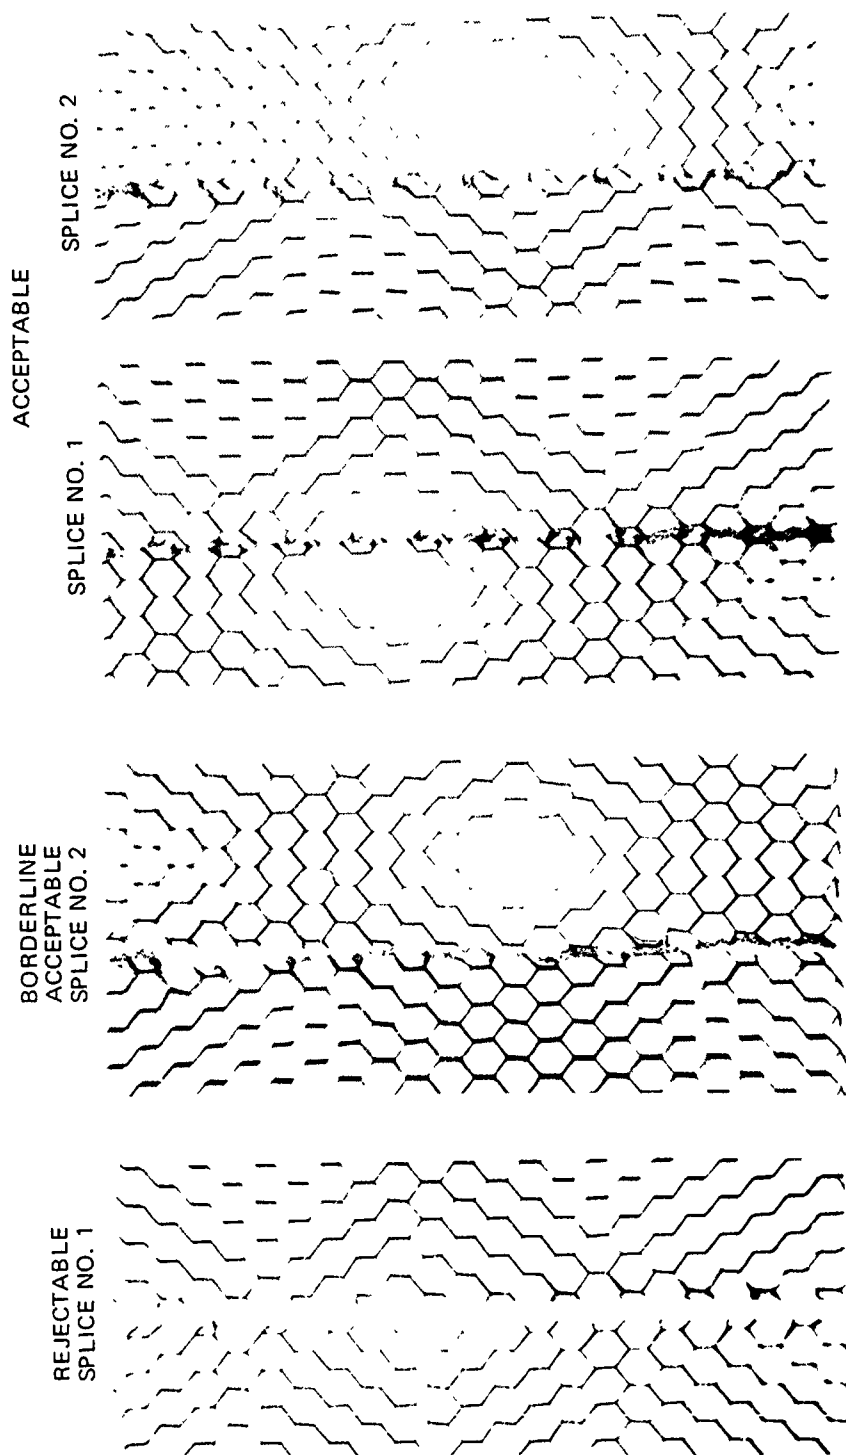 REJECTABLE
SPLICE NO. 1
BORDERLINE
ACCEPTABLE
SPLICE NO. 2
ACCEPTABLE
SPLICE NO. 1
SPLICE NO. 2